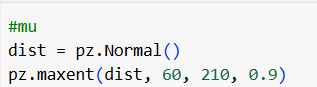 #mu
dist = pz.Normal()
pz.maxent(dist, 60, 210, 0.9)